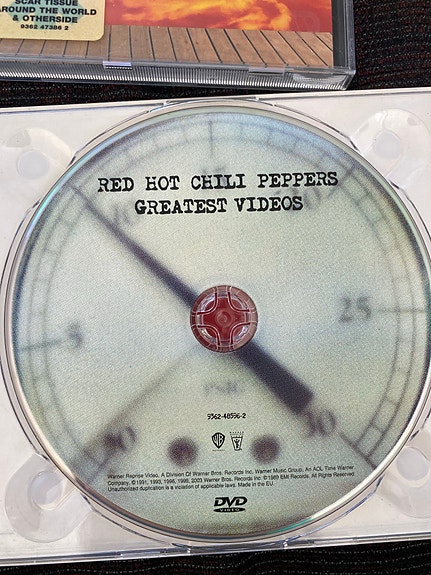 SCAR TISSUE
AROUND THE WORLD
& OTHERSIDE
9362 47386 2
RED HOT CHILI PEPPERS
GREATEST VIDEOS
25
5
30
9362-48596-2
WB
Warner Reprise Video, A Division Of Warner Bros. Records Inc. Warner Music Group, An AOL Time Warner
Company. © 1991, 1993, 1996, 1999, 2003 Warner Bros. Records Inc. © 1989 EMI Records. All Rights Reserved.
Unauthorized duplication is a violation of applicable laws. Made in the EU.
DVD
VIDEO